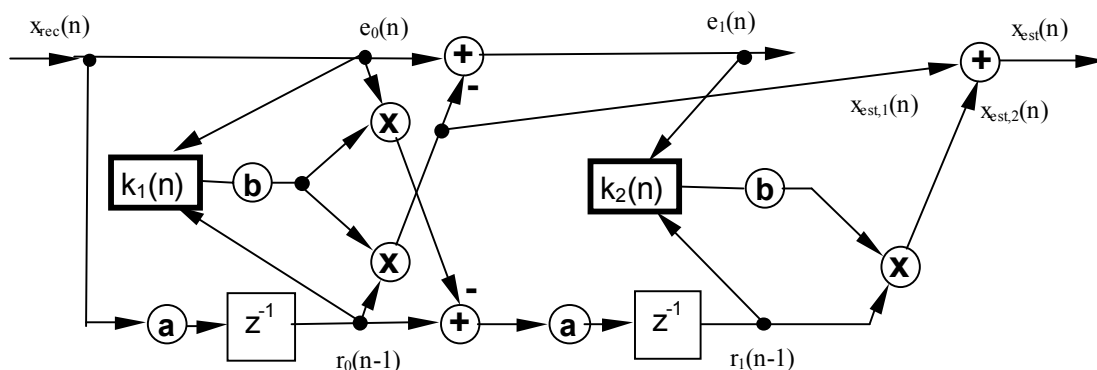 x_rec(n)
e_0(n)
e_1(n)
x_est(n)
+
+
-
x_est,1(n)
x_est,2(n)
x
k_1(n)
b
k_2(n)
b
x
x
-
a
z^-1
+
a
z^-1
r_0(n-1)
r_1(n-1)